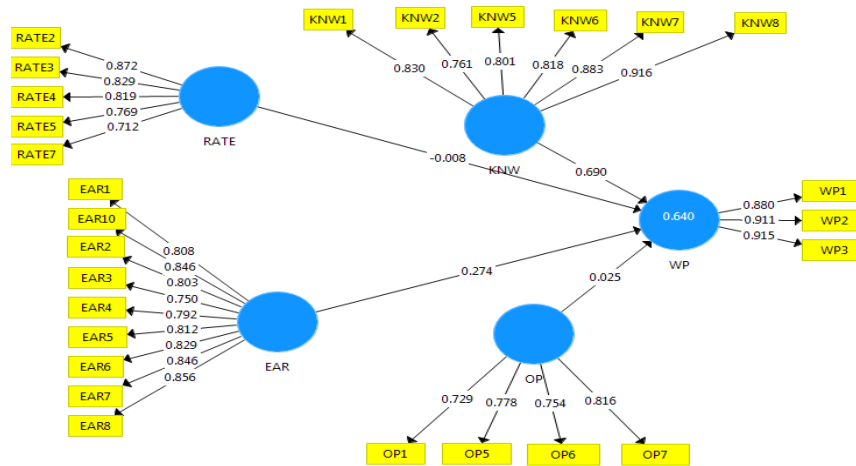 KNW1
KNW2
KNW5
KNW6
KNW7
KNW8
0.830
0.761
0.801
0.818
0.883
0.916
KNW
RATE2
RATE3
RATE4
RATE5
RATE7
0.872
0.829
0.819
0.769
0.712
RATE
-0.008
0.690
EAR1
EAR10
EAR2
EAR3
EAR4
EAR5
EAR6
EAR7
EAR8
0.808
0.846
0.803
0.750
0.792
0.812
0.829
0.846
0.856
EAR
0.274
0.025
0.640
WP
0.880
0.911
0.915
WP1
WP2
WP3
OP
0.729
0.778
0.754
0.816
OP1
OP5
OP6
OP7